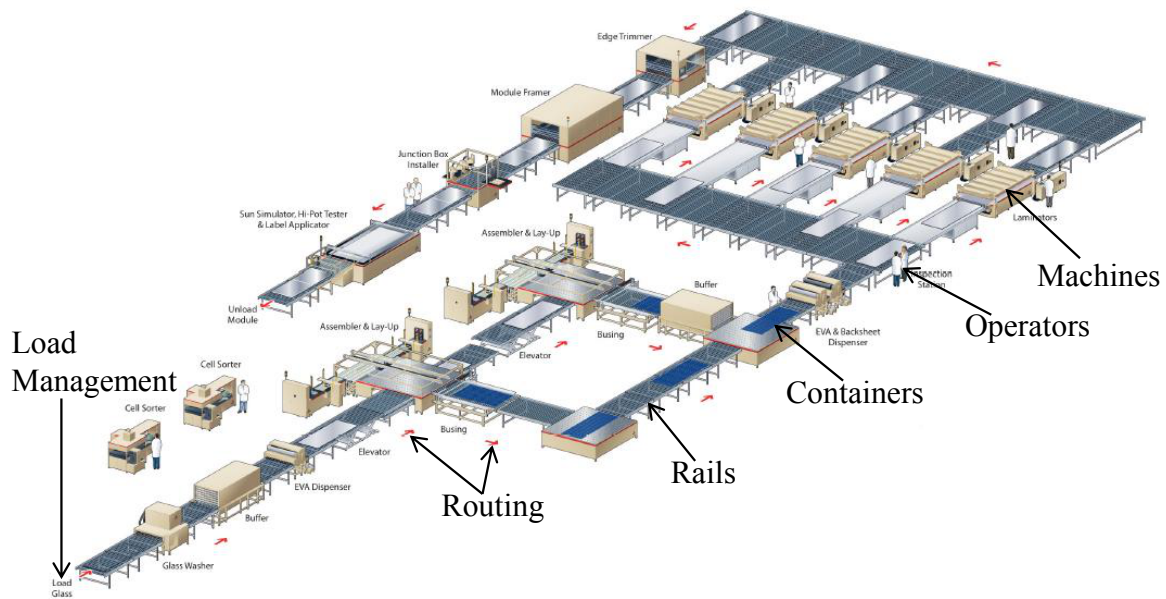 Edge Trimmer
Module Framer
Junction Box
Installer
Sun Simulator, Hi-Pot Tester
& Label Applicator
Assembler & Lay-Up
Laminators
Machines
Buffer
Station
Operators
Unload
Module
Assembler & Lay-Up
EVA & Backsheet
Dispenser
Busing
Load
Management
Cell Sorter
Elevator
Containers
Cell Sorter
Busing
Elevator
Rails
EVA Dispenser
Routing
Buffer
Glass Washer
Load
Glass